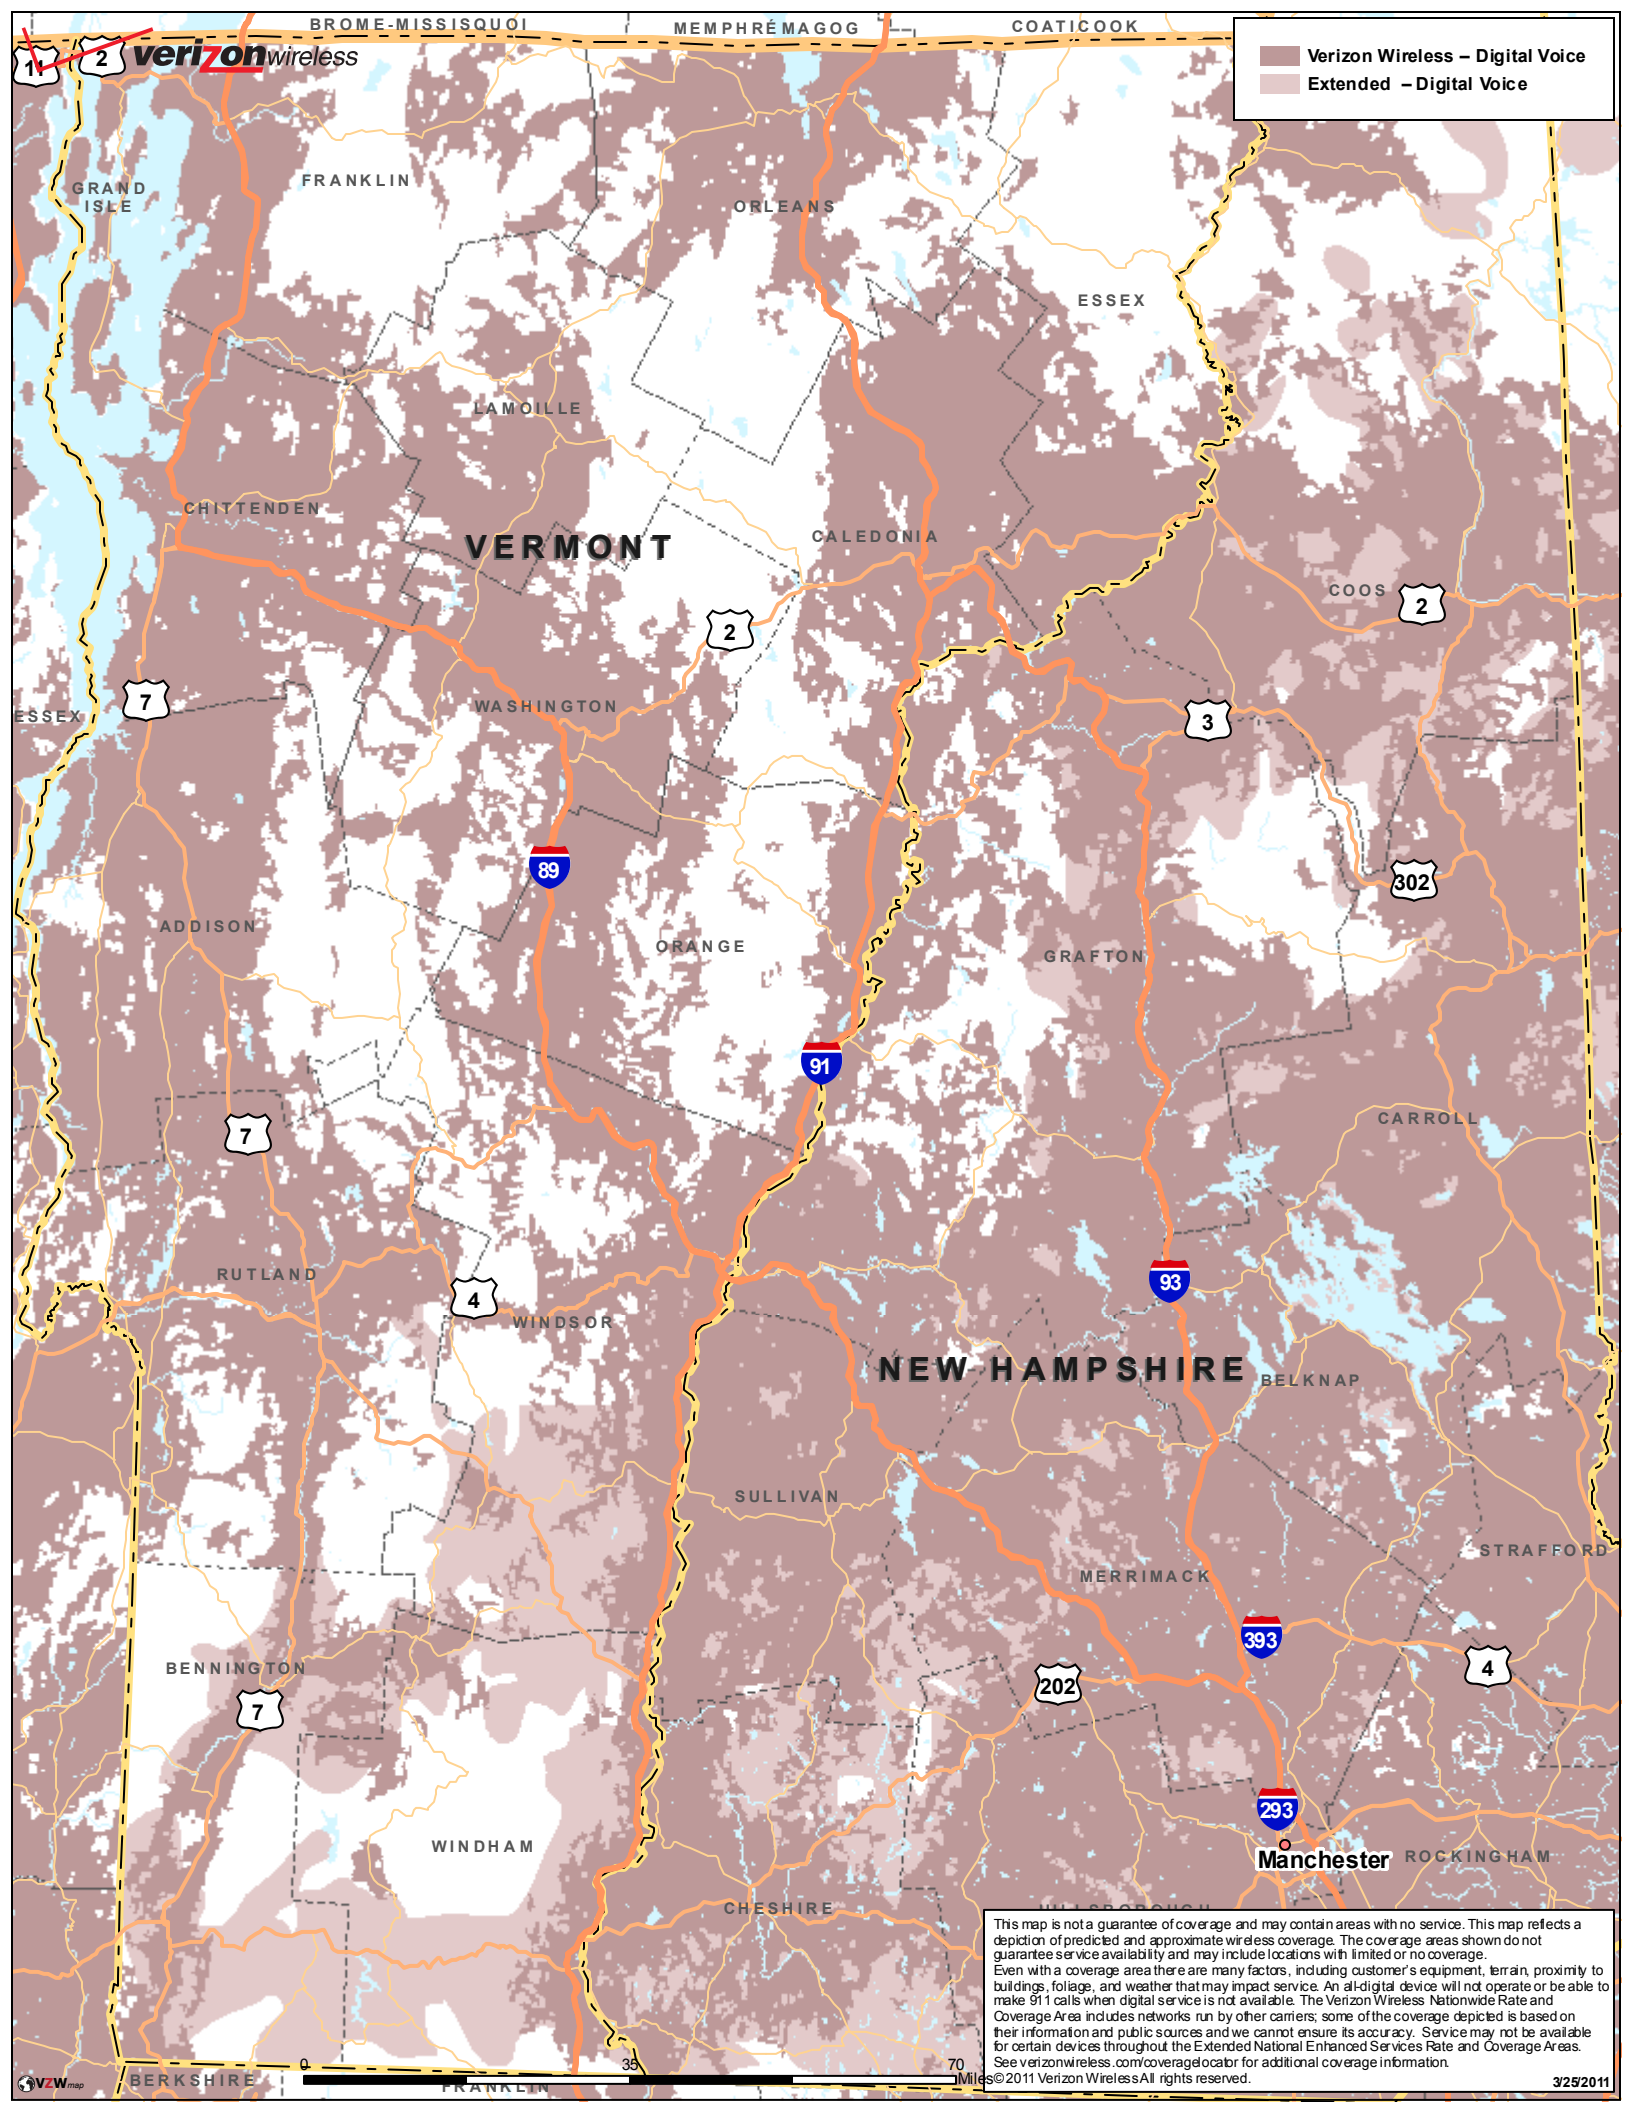 BROME-MISSISQUOI
MEMPHRÉMAGOG
COATICOOK
11
2
verizonwireless
Verizon Wireless – Digital Voice
Extended – Digital Voice
GRAND
ISLE
FRANKLIN
ORLEANS
ESSEX
LAMOILLE
CHITTENDEN
VERMONT
CALEDONIA
COOS
2
2
7
ESSEX
WASHINGTON
3
89
302
ADDISON
ORANGE
GRAFTON
91
7
CARROLL
RUTLAND
93
4
WINDSOR
NEW HAMPSHIRE
BELKNAP
SULLIVAN
STRAFFORD
MERRIMACK
393
BENNINGTON
4
202
7
293
WINDHAM
Manchester
ROCKINGHAM
CHESHIRE
HILLSBOROUGH
This map is not a guarantee of coverage and may contain areas with no service. This map reflects a
depiction of predicted and approximate wireless coverage. The coverage areas shown do not
guarantee service availability and may include locations with limited or no coverage.
Even with a coverage area there are many factors, including customer's equipment, terrain, proximity to
buildings, foliage, and weather that may impact service. An all-digital device will not operate or be able to
make 911 calls when digital service is not available. The Verizon Wireless Nationwide Rate and
Coverage Area includes networks run by other carriers; some of the coverage depicted is based on
their information and public sources and we cannot ensure its accuracy. Service may not be available
for certain devices throughout the Extended National Enhanced Services Rate and Coverage Areas.
See verizonwireless.com/coveragelocator for additional coverage information.
©2011 Verizon Wireless All rights reserved.
3/25/2011
0 35 70
Miles
VZWmap
BERKSHIRE
FRANKLIN